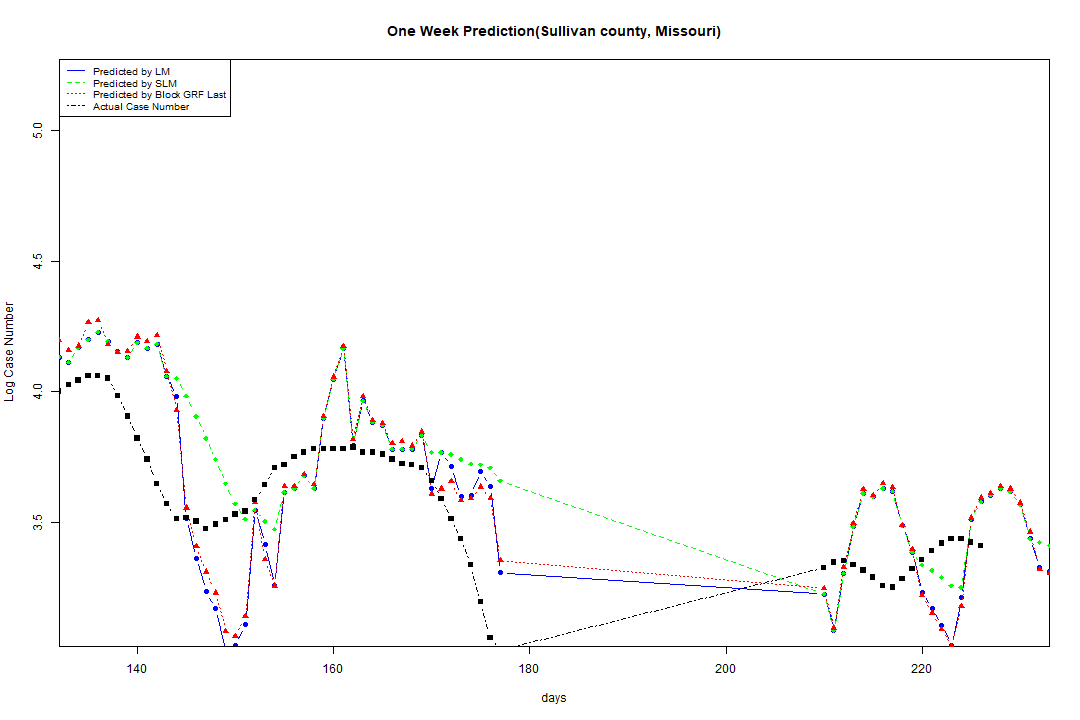 One Week Prediction(Sullivan county, Missouri)
Predicted by LM
Predicted by SLM
Predicted by Block GRF Last
Actual Case Number
5.0
4.5
4.0
3.5
Log Case Number
140 160 180 200 220
days